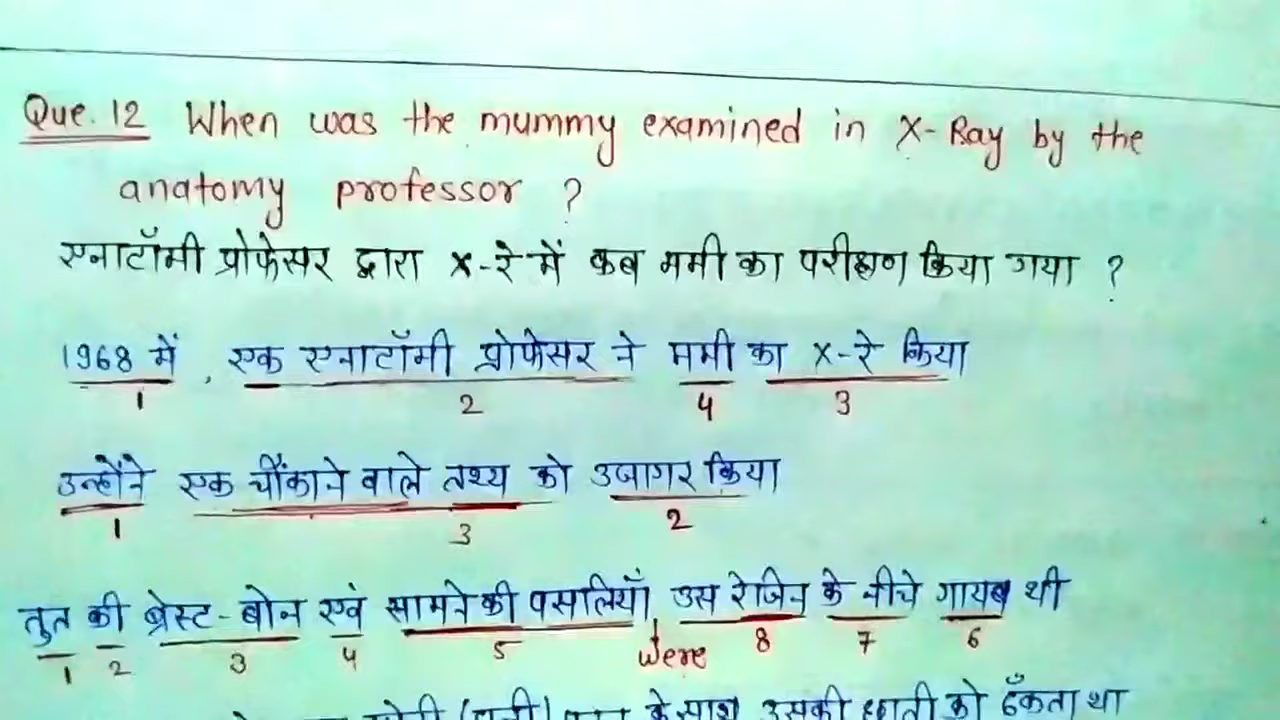 Que. 12 When was the mummy examined in X-Ray by the
anatomy professor ?
एनाटॉमी प्रोफेसर द्वारा X-रे में कब ममी का परीक्षण किया गया ?
1968 में , एक एनाटॉमी प्रोफेसर ने ममी का X-रे किया
1 2 4 3
उन्होंने एक चौंकाने वाले तथ्य को उजागर किया
1 3 2
तुत की ब्रेस्ट-बोन एवं सामने की पसलियाँ, उस रेजिन के नीचे गायब थी
1 2 3 4 5 were 8 7 6
के साथ उसकी छाती को ढँकता था